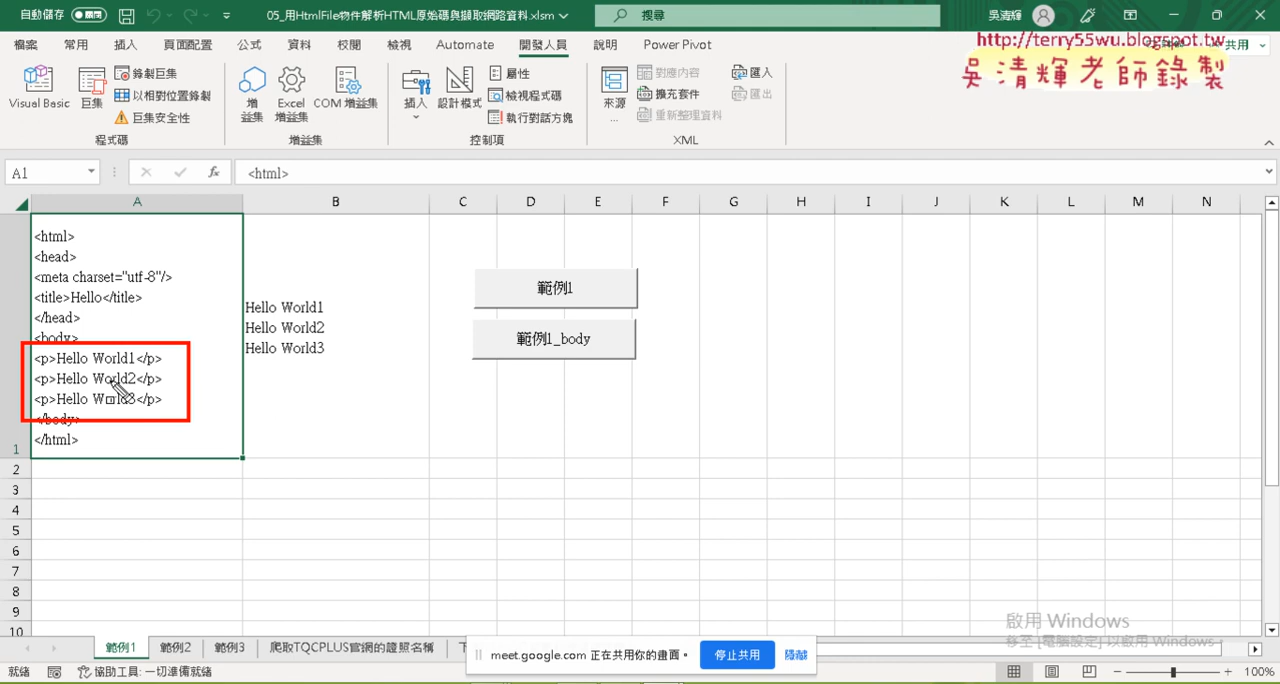 自動儲存
05_用HtmlFile物件解析HTML原始碼與擷取網路資料.xlsm
搜尋
吳清輝
檔案 常用 插入 頁面配置 公式 資料 校閱 檢視 Automate 開發人員 說明 Power Pivot
共用
http://terry55wu.blogspot.tw
吳清輝老師錄製
Visual Basic
巨集
錄製巨集
以相對位置錄製
巨集安全性
程式碼
增益集
Excel 增益集
COM 增益集
增益集
插入
設計模式
屬性
檢視程式碼
執行對話方塊
控制項
來源
對應內容
擴充套件
重新整理資料
匯入
匯出
XML
A1
fx
<html>
A B C D E F G H I J K L M N
<html>
<head>
<meta charset="utf-8"/>
<title>Hello</title>
</head>
<body>
<p>Hello World1</p>
<p>Hello World2</p>
<p>Hello World3</p>
</body>
</html>
Hello World1
Hello World2
Hello World3
範例1
範例1_body
1
2
3
4
5
6
7
8
9
10
啟用 Windows
移至 [電腦設定] 以啟用 Windows。
範例1 範例2 範例3 爬取TQCPLUS官網的證照名稱 下
meet.google.com 正在共用你的畫面。 停止共用 隱藏
就緒 協助工具: 一切準備就緒
100%